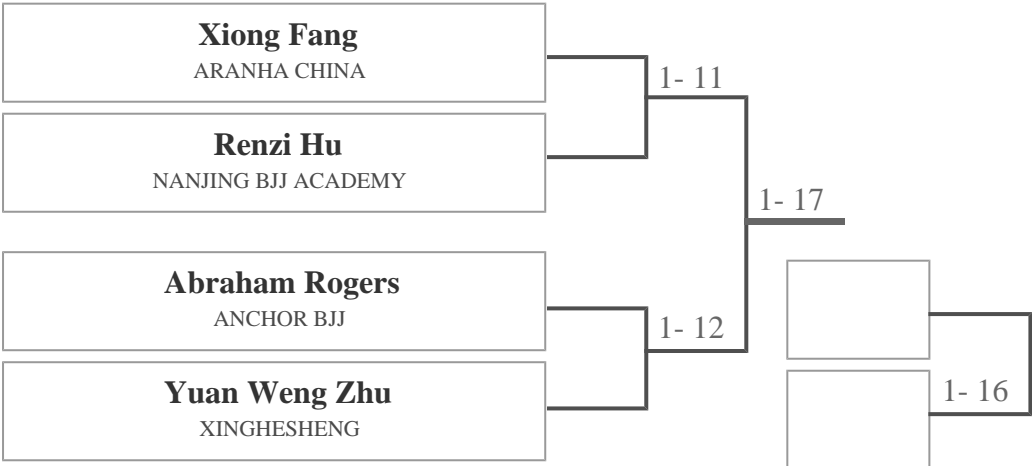 Xiong Fang
ARANHA CHINA
1- 11
Renzi Hu
NANJING BJJ ACADEMY
1- 17
Abraham Rogers
ANCHOR BJJ
1- 12
Yuan Weng Zhu
XINGHESHENG
1- 16